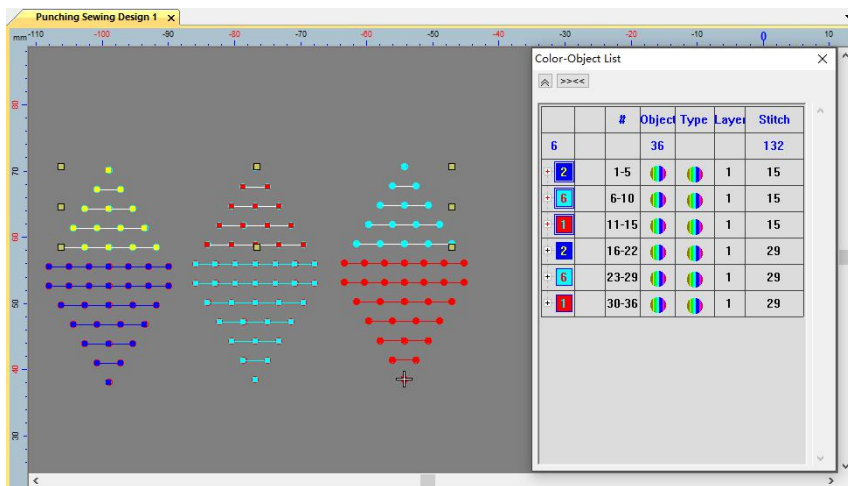 Punching Sewing Design 1 ×
mm -110 -100 -90 -80 -70 -60 -50 -40 -30 -20 -10 0 10
80
70
60
50
40
30
Color-Object List ×
>><<
# Object Type Layer Stitch
6 36 132
2 1-5 1 15
6 6-10 1 15
1 11-15 1 15
2 16-22 1 29
6 23-29 1 29
1 30-36 1 29